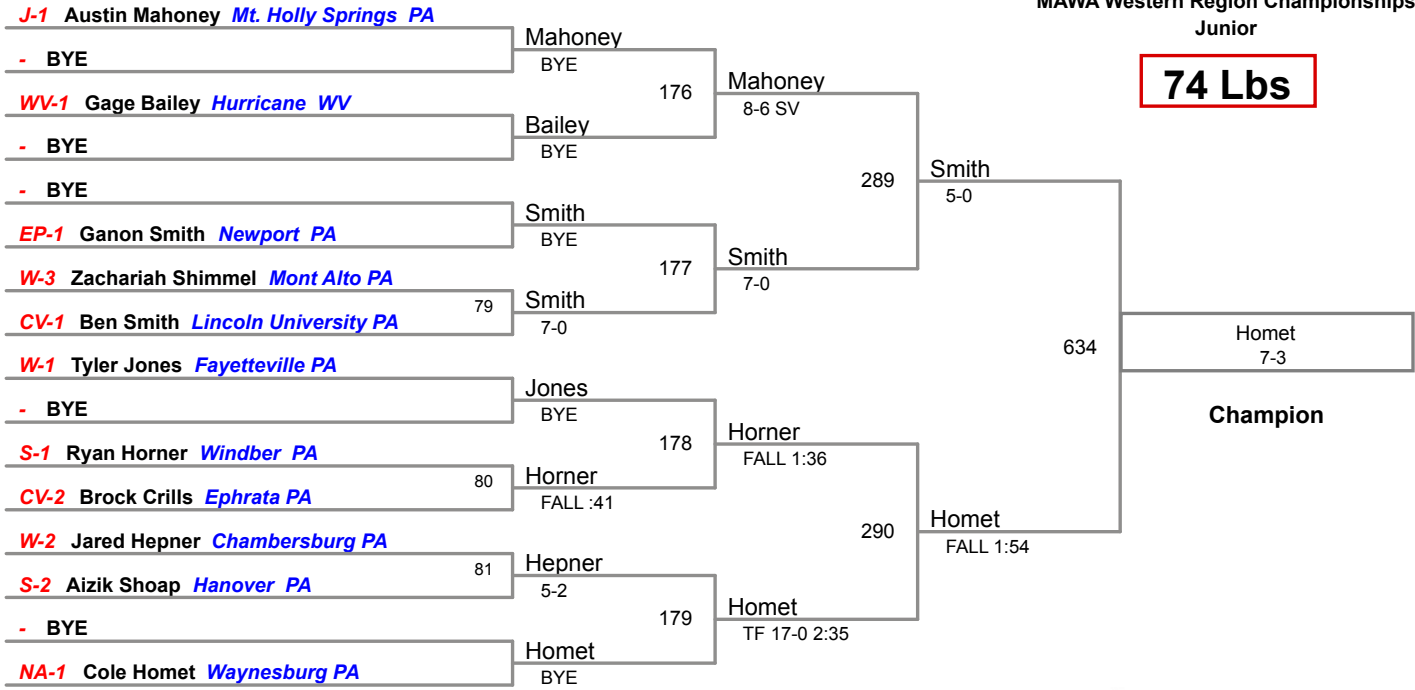 MAWA Western Region Championships
Junior
74 Lbs
J-1 Austin Mahoney Mt. Holly Springs PA
- BYE
WV-1 Gage Bailey Hurricane WV
- BYE
- BYE
EP-1 Ganon Smith Newport PA
W-3 Zachariah Shimmel Mont Alto PA
CV-1 Ben Smith Lincoln University PA
W-1 Tyler Jones Fayetteville PA
- BYE
S-1 Ryan Horner Windber PA
CV-2 Brock Crills Ephrata PA
W-2 Jared Hepner Chambersburg PA
S-2 Aizik Shoap Hanover PA
- BYE
NA-1 Cole Homet Waynesburg PA
79
80
81
Mahoney
BYE
Bailey
BYE
Smith
BYE
Smith
7-0
Jones
BYE
Horner
FALL :41
Hepner
5-2
Homet
BYE
176
177
178
179
Mahoney
8-6 SV
Smith
7-0
Horner
FALL 1:36
Homet
TF 17-0 2:35
289
290
Smith
5-0
Homet
FALL 1:54
634
Homet
7-3
Champion